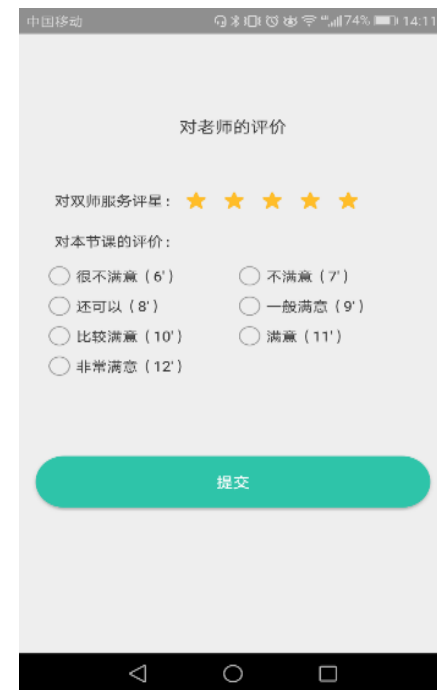 中国移动 74% 14:11
对老师的评价
对双师服务评星：
对本节课的评价：
很不满意（6'） 不满意（7'）
还可以（8'） 一般满意（9'）
比较满意（10'） 满意（11'）
非常满意（12'）
提交